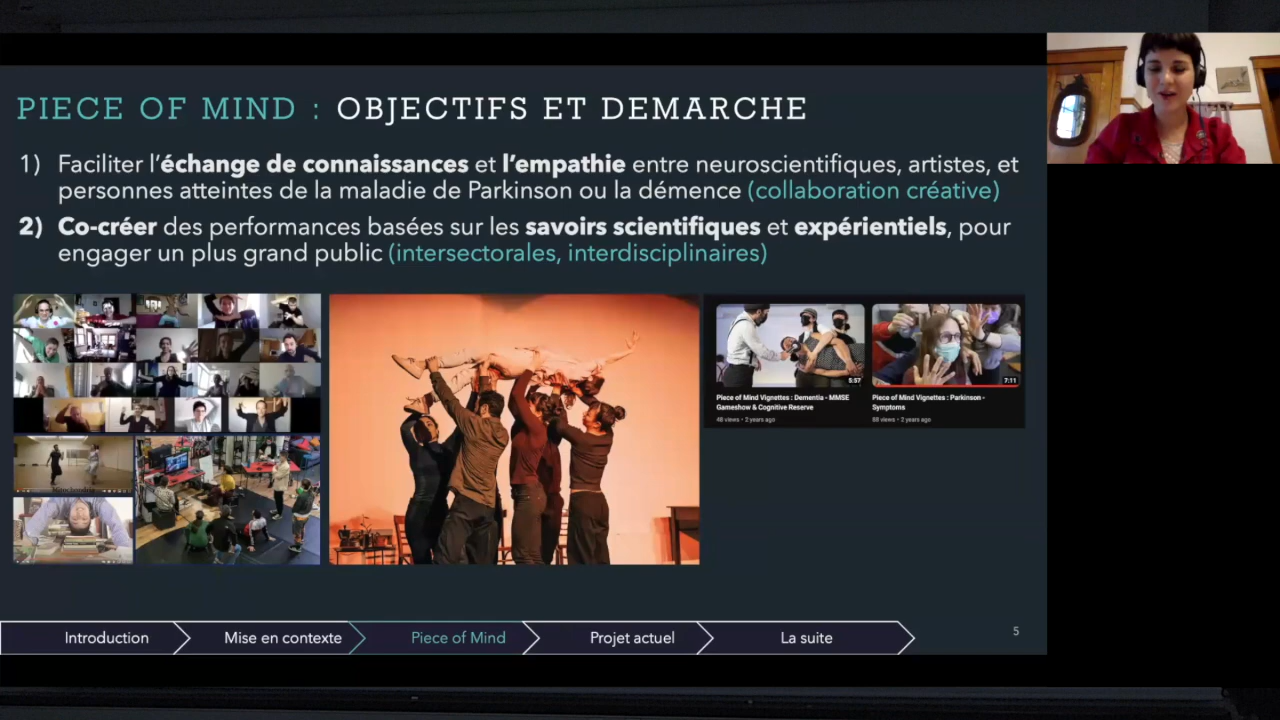 PIECE OF MIND : OBJECTIFS ET DEMARCHE
1) Faciliter l'échange de connaissances et l'empathie entre neuroscientifiques, artistes, et
personnes atteintes de la maladie de Parkinson ou la démence (collaboration créative)
2) Co-créer des performances basées sur les savoirs scientifiques et expérientiels, pour
engager un plus grand public (intersectorales, interdisciplinaires)
5:57
7:11
Piece of Mind Vignettes : Dementia - MMSE
Gameshow & Cognitive Reserve
48 views • 2 years ago
Piece of Mind Vignettes : Parkinson -
Symptoms
68 views • 2 years ago
Introduction
Mise en contexte
Piece of Mind
Projet actuel
La suite
5